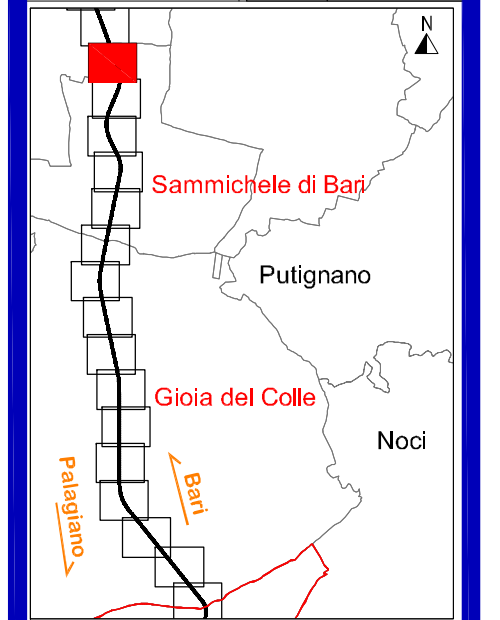 N
Sammichele di Bari
Putignano
Gioia del Colle
Noci
Bari
Palagiano